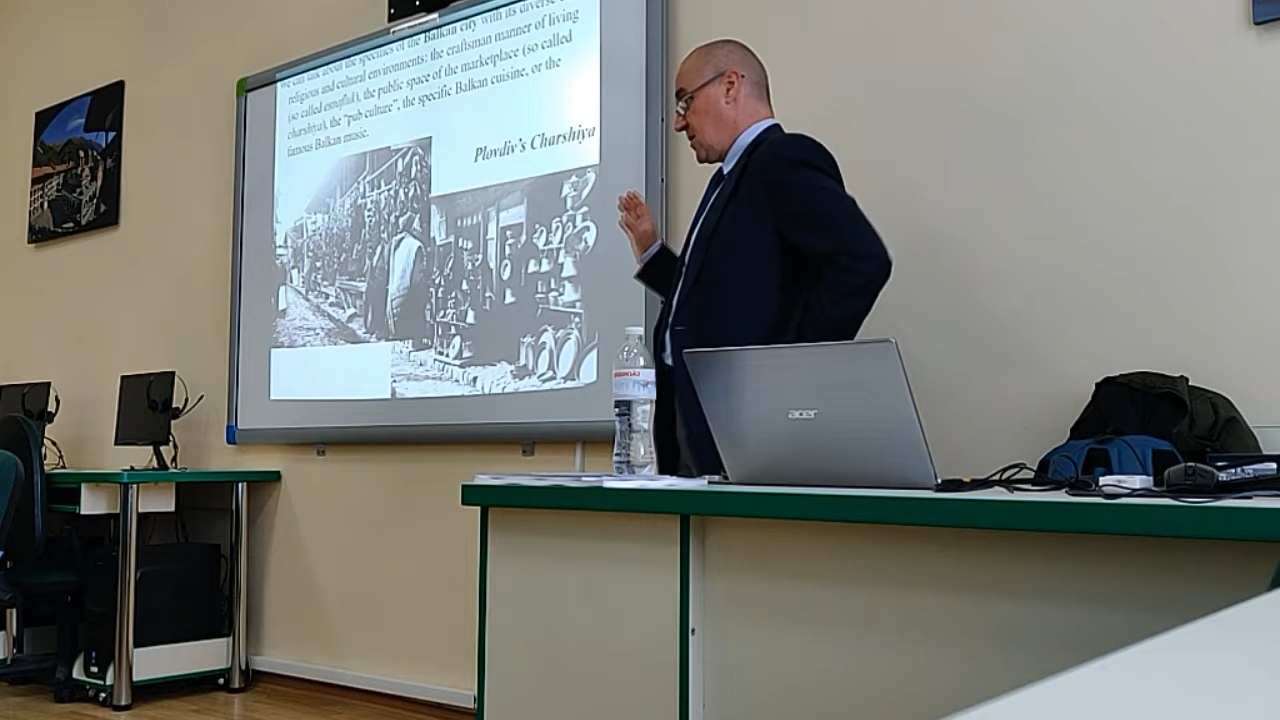 we can talk about the specifics of the Balkan city with its diverse
religious and cultural environments: the craftsman manner of living
(so called esnafluk), the public space of the marketplace (so called
charshiya), the "pub culture", the specific Balkan cuisine, or the
famous Balkan music.
Plovdiv's Charshiya
acer